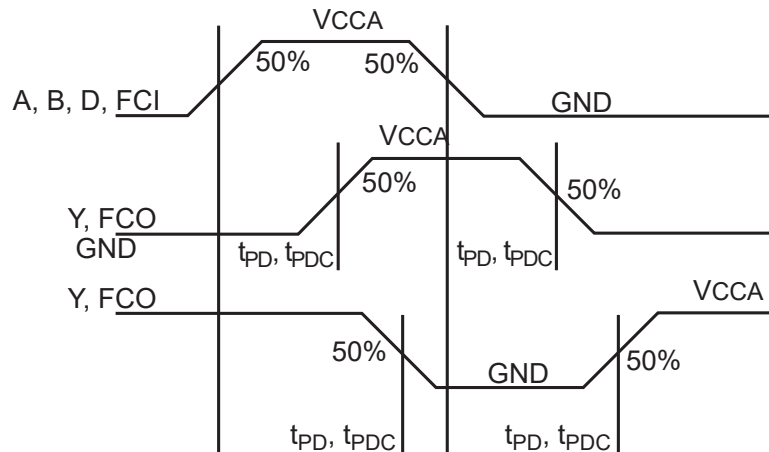 VCCA
50% 50%
A, B, D, FCI
GND
VCCA
50% 50%
Y, FCO
GND
tPD, tPDC tPD, tPDC
Y, FCO
VCCA
50% 50%
GND
tPD, tPDC tPD, tPDC